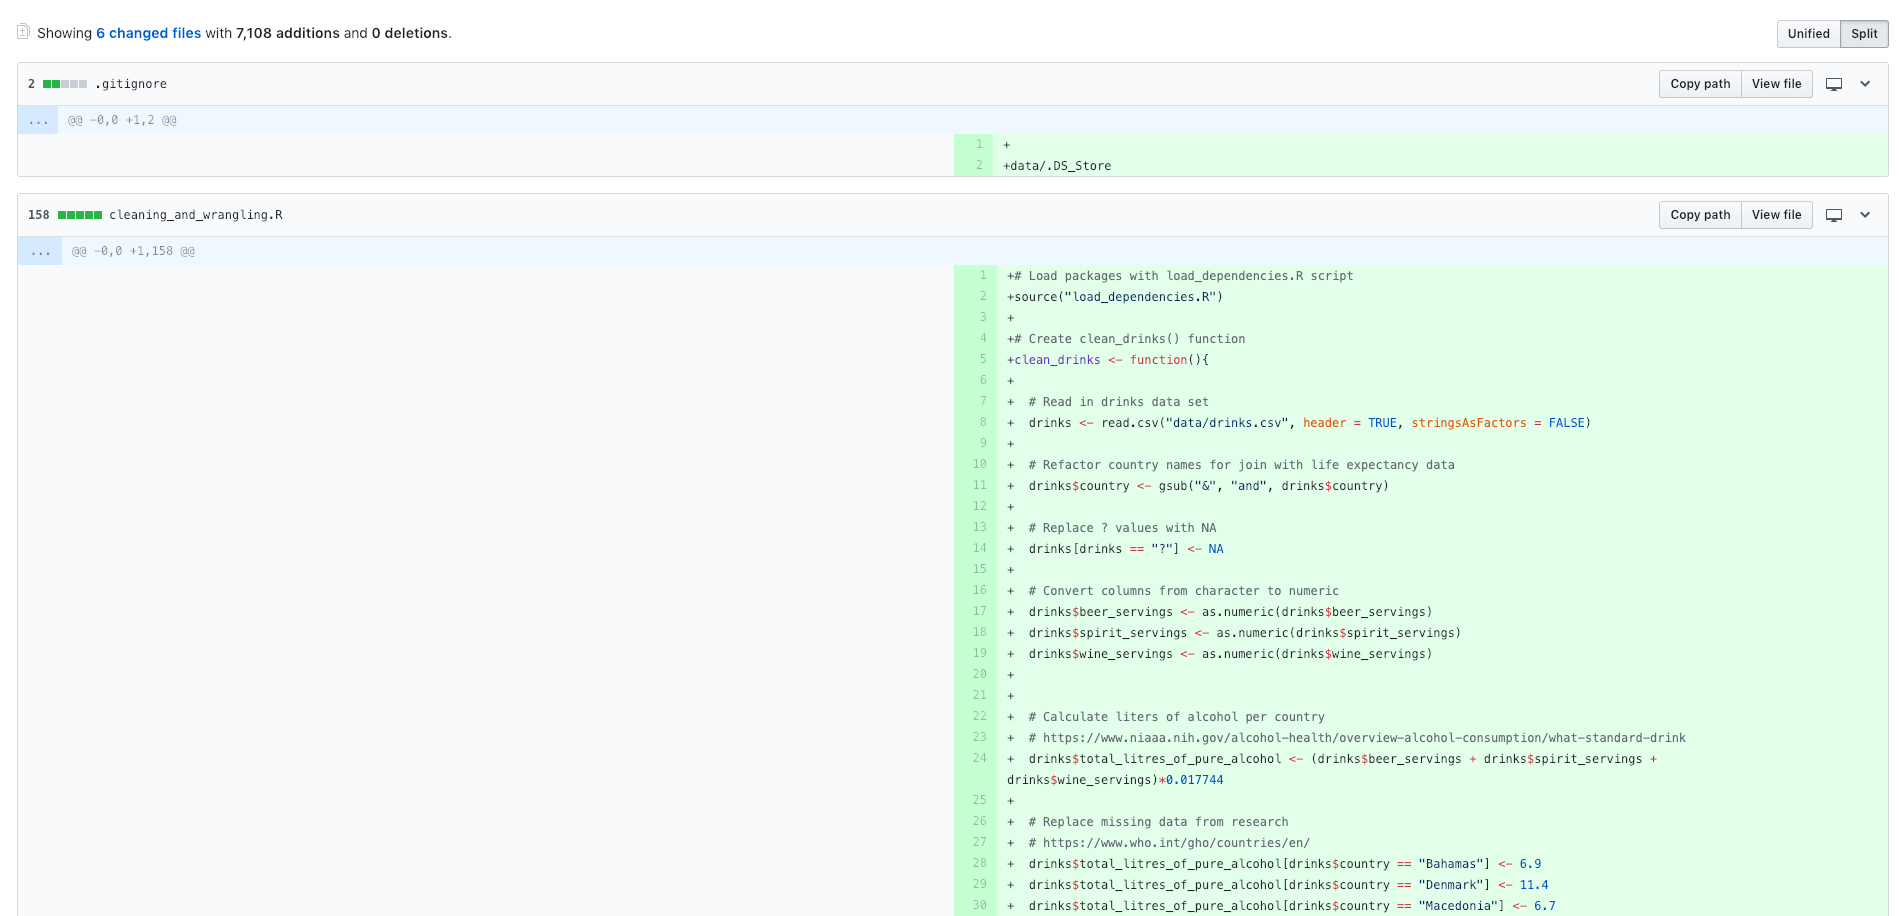 Showing 6 changed files with 7,108 additions and 0 deletions.
Unified Split
2 .gitignore Copy path View file
... @@ -0,0 +1,2 @@
1 +
2 +data/.DS_Store
158 cleaning_and_wrangling.R Copy path View file
... @@ -0,0 +1,158 @@
1 +# Load packages with load_dependencies.R script
2 +source("load_dependencies.R")
3 +
4 +# Create clean_drinks() function
5 +clean_drinks <- function(){
6 +
7 +  # Read in drinks data set
8 +  drinks <- read.csv("data/drinks.csv", header = TRUE, stringsAsFactors = FALSE)
9 +
10 +  # Refactor country names for join with life expectancy data
11 +  drinks$country <- gsub("&", "and", drinks$country)
12 +
13 +  # Replace ? values with NA
14 +  drinks[drinks == "?"] <- NA
15 +
16 +  # Convert columns from character to numeric
17 +  drinks$beer_servings <- as.numeric(drinks$beer_servings)
18 +  drinks$spirit_servings <- as.numeric(drinks$spirit_servings)
19 +  drinks$wine_servings <- as.numeric(drinks$wine_servings)
20 +
21 +
22 +  # Calculate liters of alcohol per country
23 +  # https://www.niaaa.nih.gov/alcohol-health/overview-alcohol-consumption/what-standard-drink
24 +  drinks$total_litres_of_pure_alcohol <- (drinks$beer_servings + drinks$spirit_servings +
drinks$wine_servings)*0.017744
25 +
26 +  # Replace missing data from research
27 +  # https://www.who.int/gho/countries/en/
28 +  drinks$total_litres_of_pure_alcohol[drinks$country == "Bahamas"] <- 6.9
29 +  drinks$total_litres_of_pure_alcohol[drinks$country == "Denmark"] <- 11.4
30 +  drinks$total_litres_of_pure_alcohol[drinks$country == "Macedonia"] <- 6.7